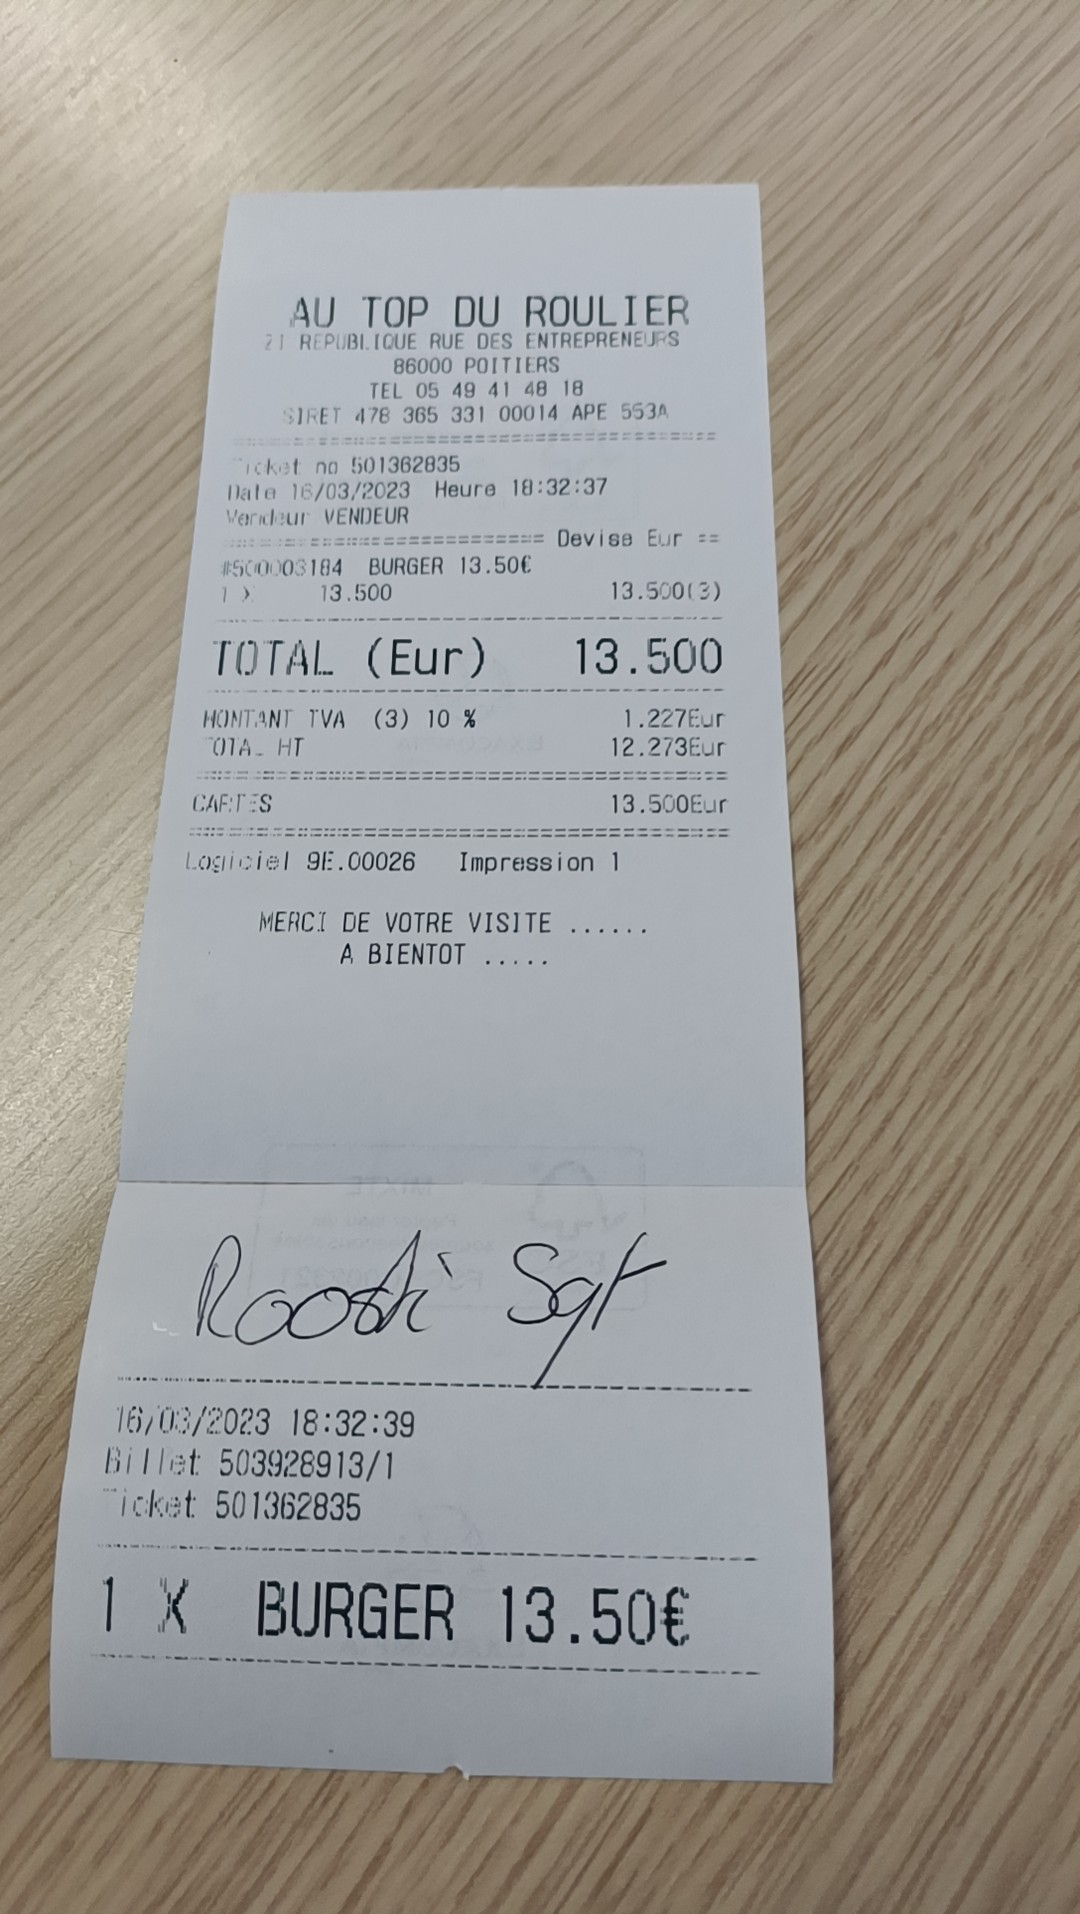 AU TOP DU ROULIER
21 REPUBLIQUE RUE DES ENTREPRENEURS
86000 POITIERS
TEL 05 49 41 48 18
SIRET 478 365 331 00014 APE 553A
Ticket no 501362835
Date 16/03/2023 Heure 18:32:37
Vendeur VENDEUR
============================ Devise Eur ==
#500003184 BURGER 13.50€
1 X 13.500 13.500(3)
TOTAL (Eur) 13.500
MONTANT TVA (3) 10 % 1.227Eur
TOTAL HT 12.273Eur
CARTES 13.500Eur
Logiciel 9E.00026 Impression 1
MERCI DE VOTRE VISITE ......
A BIENTOT .....
Roosti Sgt
16/03/2023 18:32:39
Billet 503928913/1
Ticket 501362835
1 X BURGER 13.50€